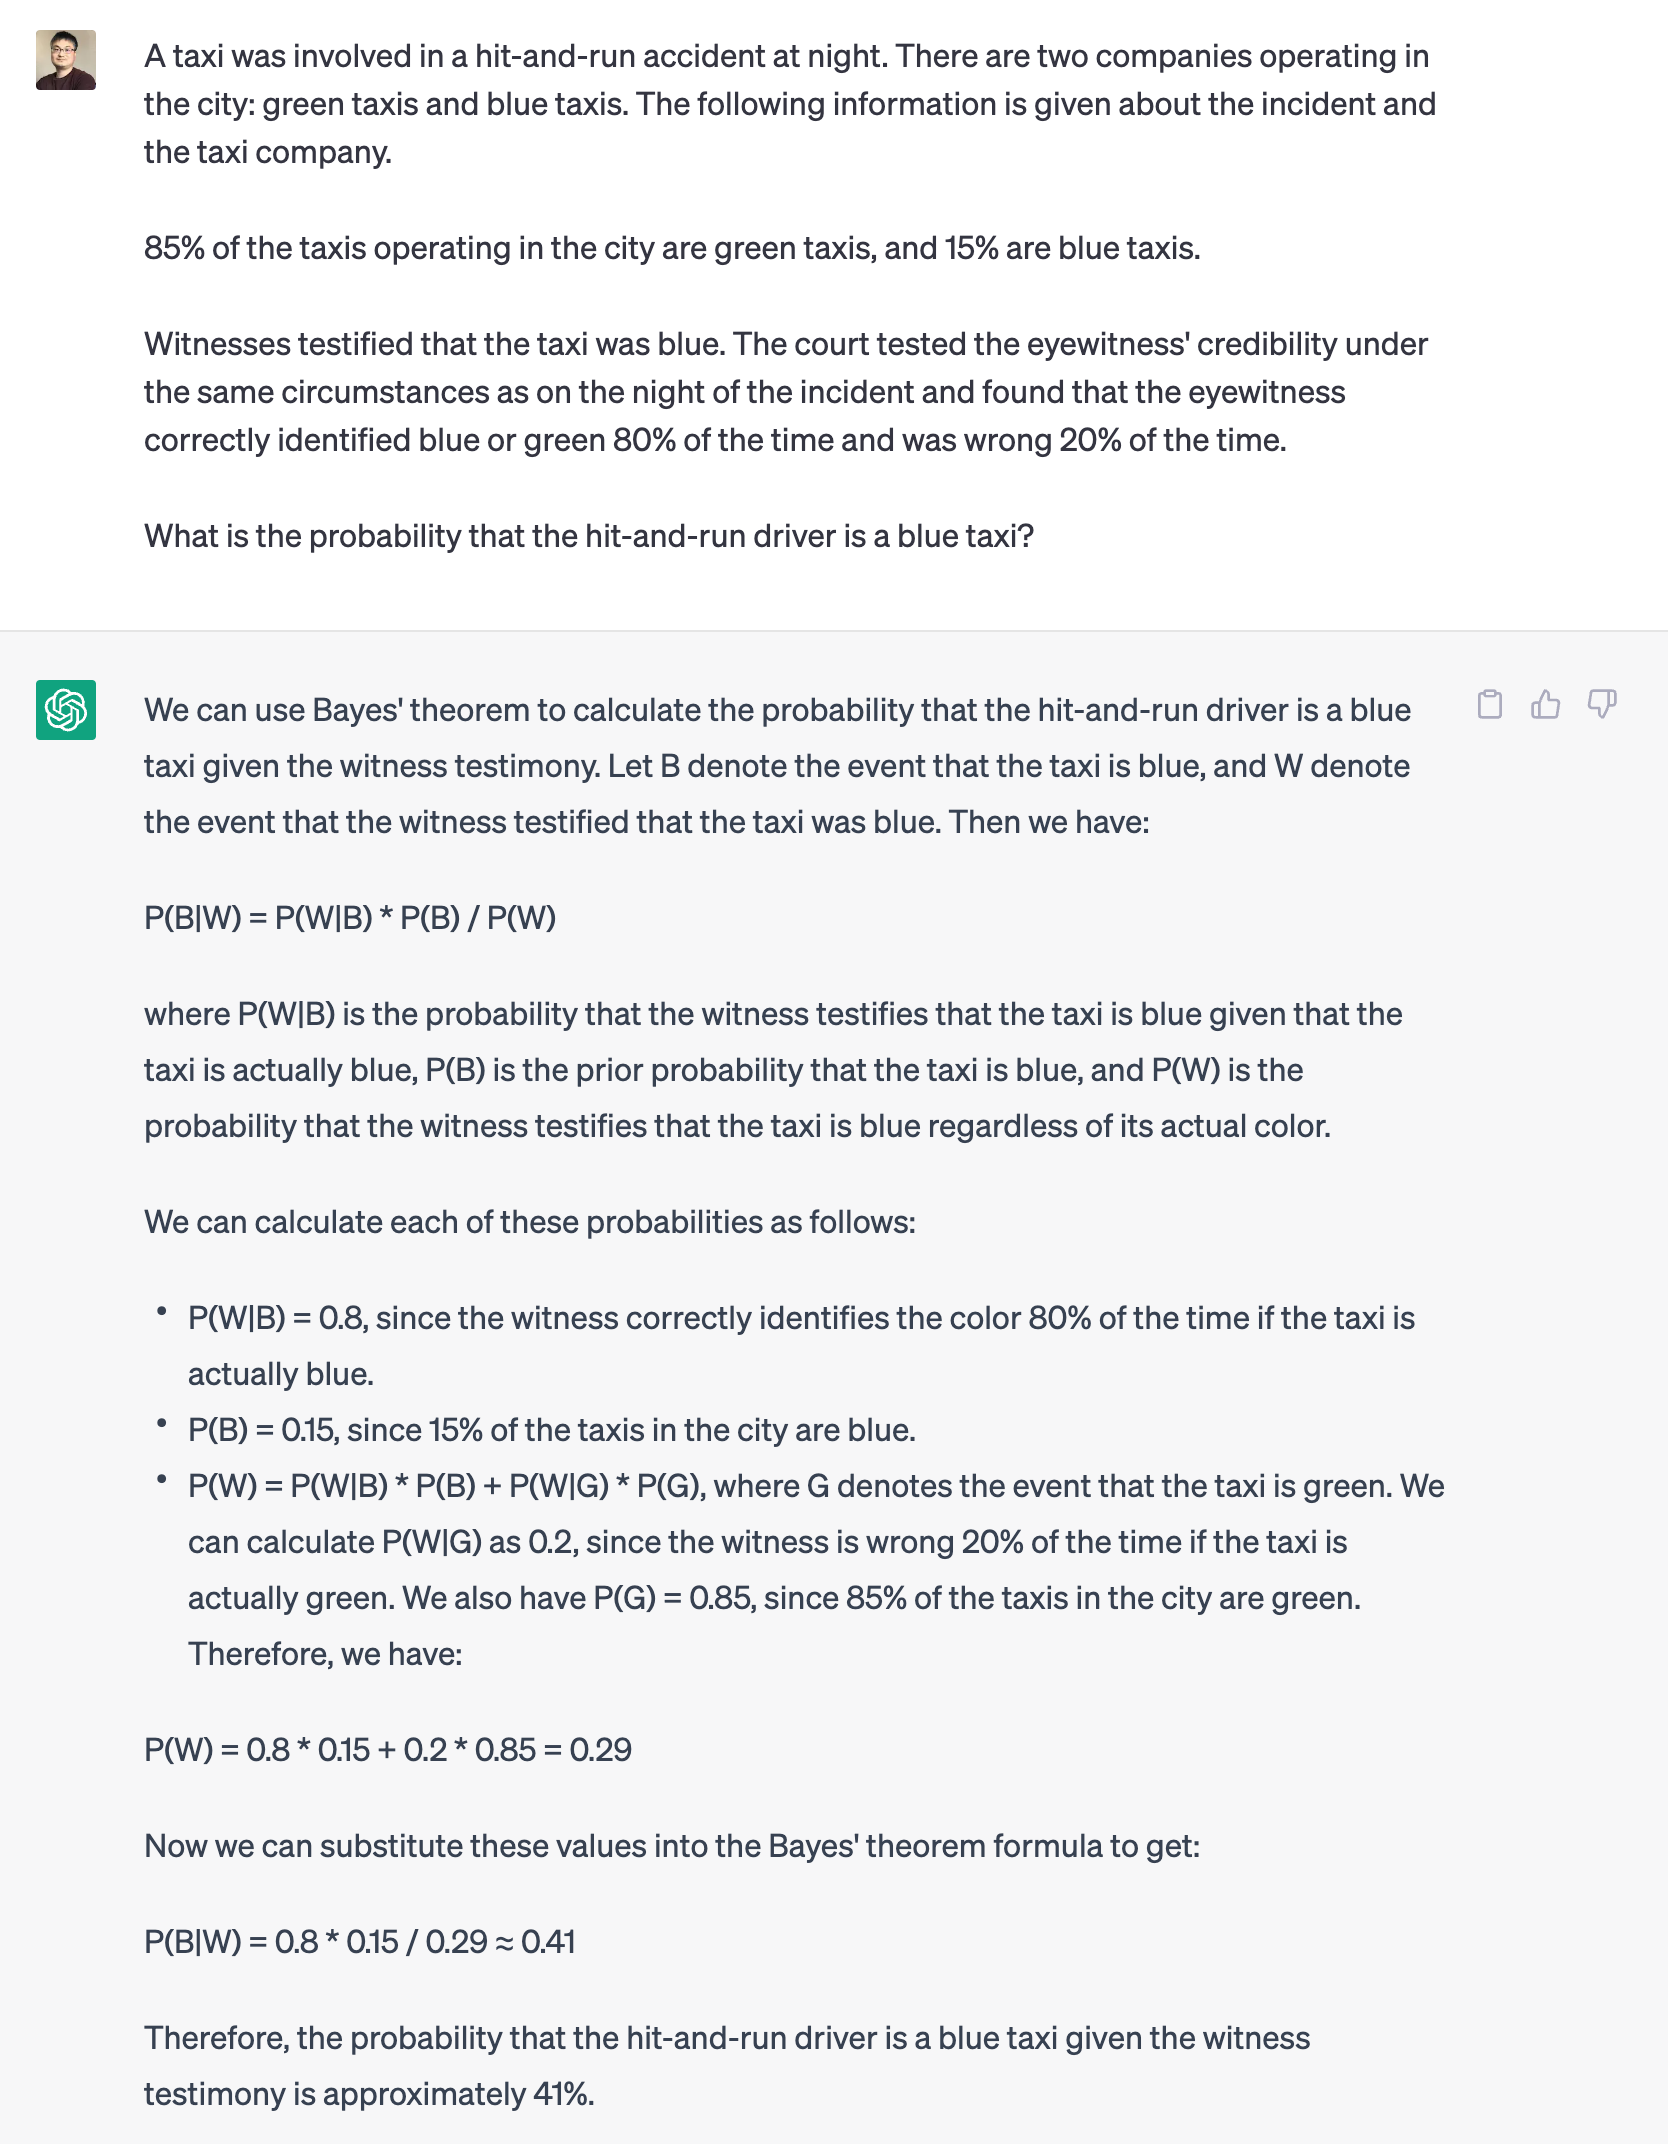 A taxi was involved in a hit-and-run accident at night. There are two companies operating in
the city: green taxis and blue taxis. The following information is given about the incident and
the taxi company.
85% of the taxis operating in the city are green taxis, and 15% are blue taxis.
Witnesses testified that the taxi was blue. The court tested the eyewitness' credibility under
the same circumstances as on the night of the incident and found that the eyewitness
correctly identified blue or green 80% of the time and was wrong 20% of the time.
What is the probability that the hit-and-run driver is a blue taxi?
We can use Bayes' theorem to calculate the probability that the hit-and-run driver is a blue
taxi given the witness testimony. Let B denote the event that the taxi is blue, and W denote
the event that the witness testified that the taxi was blue. Then we have:
P(B|W) = P(W|B) * P(B) / P(W)
where P(W|B) is the probability that the witness testifies that the taxi is blue given that the
taxi is actually blue, P(B) is the prior probability that the taxi is blue, and P(W) is the
probability that the witness testifies that the taxi is blue regardless of its actual color.
We can calculate each of these probabilities as follows:
• P(W|B) = 0.8, since the witness correctly identifies the color 80% of the time if the taxi is
actually blue.
• P(B) = 0.15, since 15% of the taxis in the city are blue.
• P(W) = P(W|B) * P(B) + P(W|G) * P(G), where G denotes the event that the taxi is green. We
can calculate P(W|G) as 0.2, since the witness is wrong 20% of the time if the taxi is
actually green. We also have P(G) = 0.85, since 85% of the taxis in the city are green.
Therefore, we have:
P(W) = 0.8 * 0.15 + 0.2 * 0.85 = 0.29
Now we can substitute these values into the Bayes' theorem formula to get:
P(B|W) = 0.8 * 0.15 / 0.29 ≈ 0.41
Therefore, the probability that the hit-and-run driver is a blue taxi given the witness
testimony is approximately 41%.